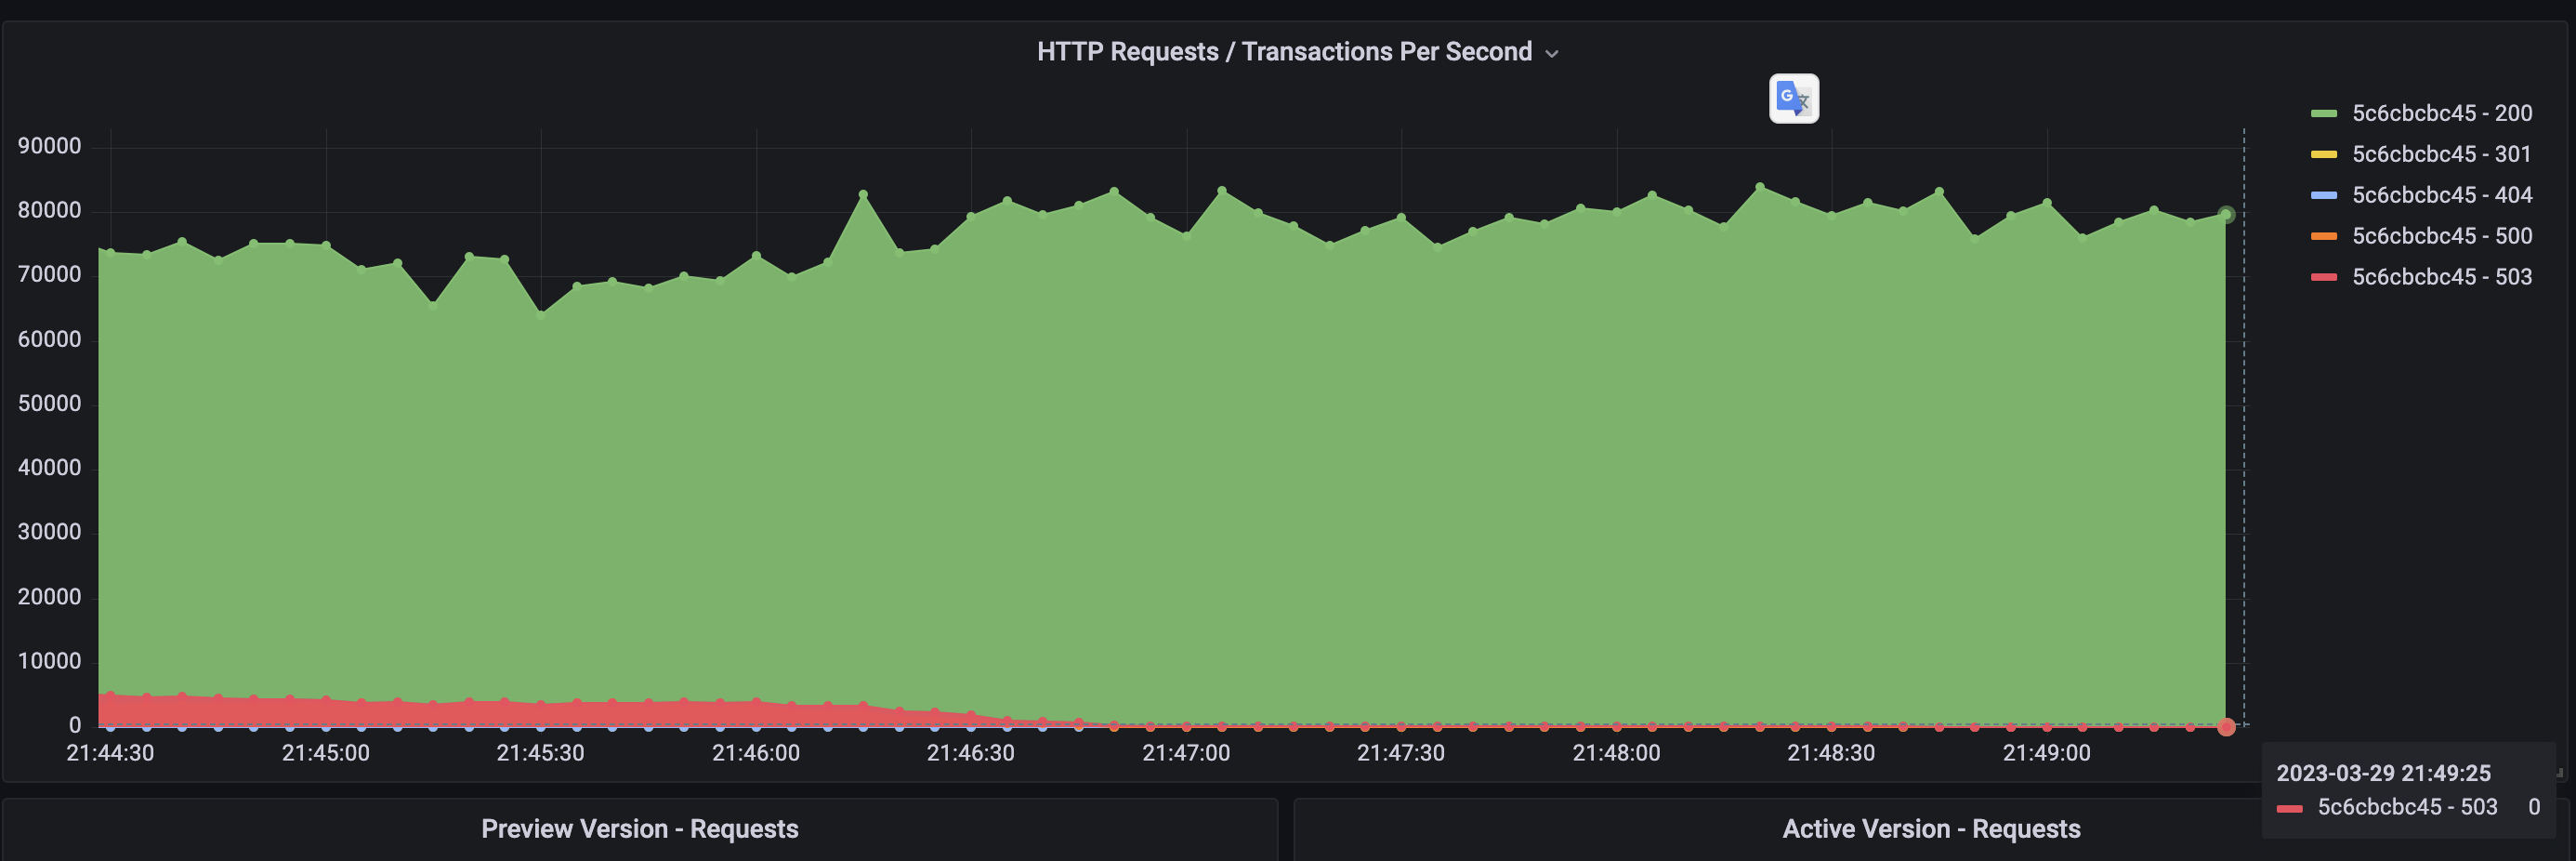 HTTP Requests / Transactions Per Second
G 文
90000
80000
70000
60000
50000
40000
30000
20000
10000
0
21:44:30 21:45:00 21:45:30 21:46:00 21:46:30 21:47:00 21:47:30 21:48:00 21:48:30 21:49:00
5c6cbcbc45 - 200
5c6cbcbc45 - 301
5c6cbcbc45 - 404
5c6cbcbc45 - 500
5c6cbcbc45 - 503
2023-03-29 21:49:25
5c6cbcbc45 - 503 0
Preview Version - Requests
Active Version - Requests